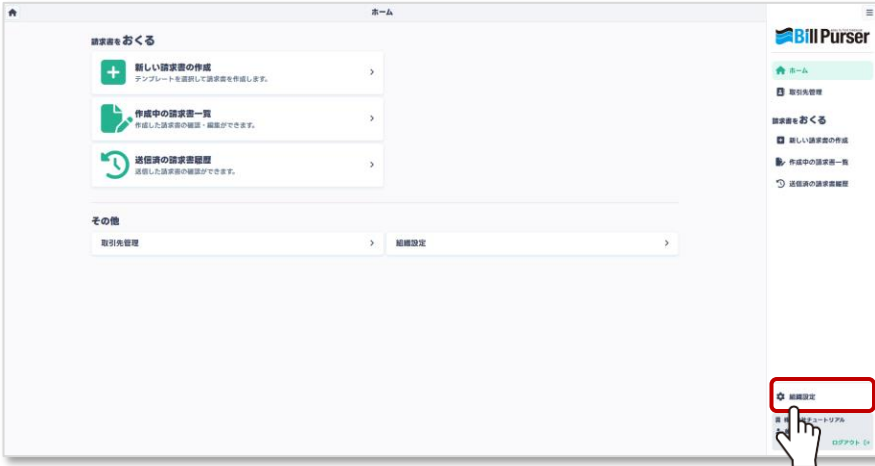 ホーム
請求書をおくる
新しい請求書の作成
テンプレートを選択して請求書を作成します。
作成中の請求書一覧
作成した請求書の確認・編集ができます。
送信済の請求書履歴
送信した請求書の確認ができます。
その他
取引先管理
組織設定
Bill Purser
ホーム
取引先管理
請求書をおくる
新しい請求書の作成
作成中の請求書一覧
送信済の請求書履歴
組織設定
チュートリアル
ログアウト